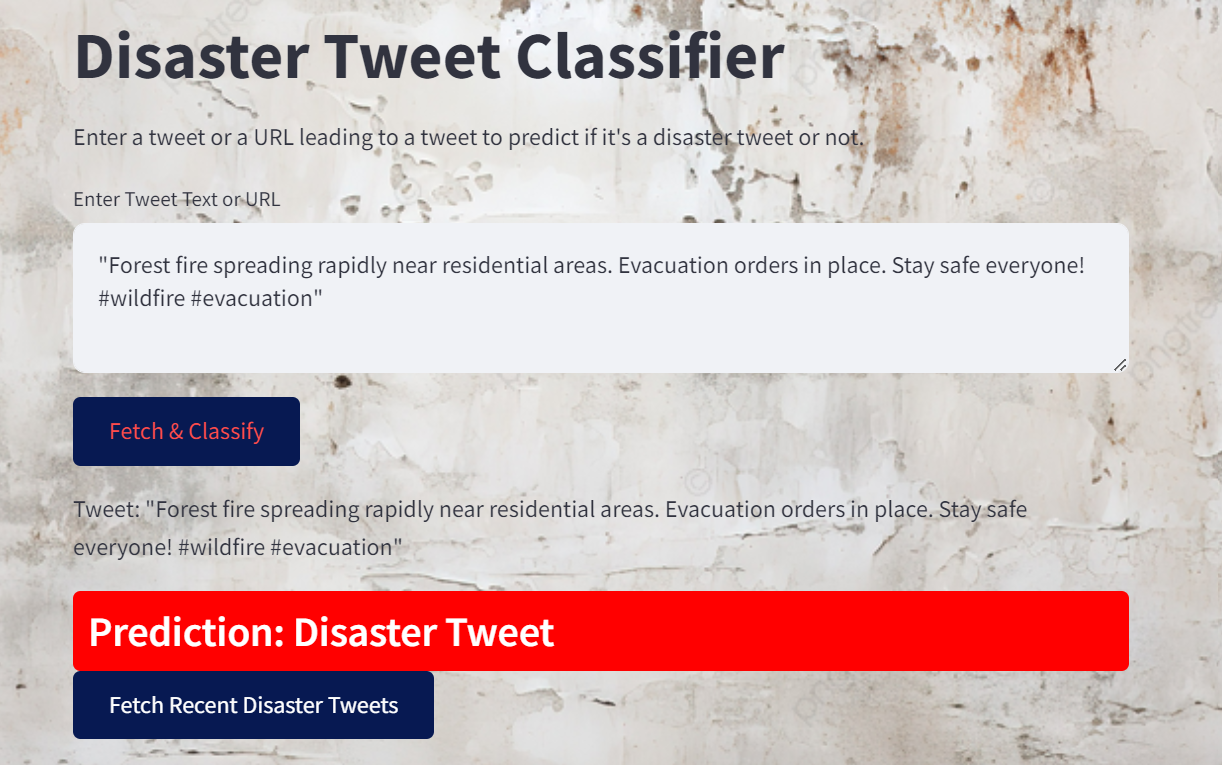 Disaster Tweet Classifier
Enter a tweet or a URL leading to a tweet to predict if it's a disaster tweet or not.
Enter Tweet Text or URL
"Forest fire spreading rapidly near residential areas. Evacuation orders in place. Stay safe everyone!
#wildfire #evacuation"
Fetch & Classify
Tweet: "Forest fire spreading rapidly near residential areas. Evacuation orders in place. Stay safe
everyone! #wildfire #evacuation"
Prediction: Disaster Tweet
Fetch Recent Disaster Tweets